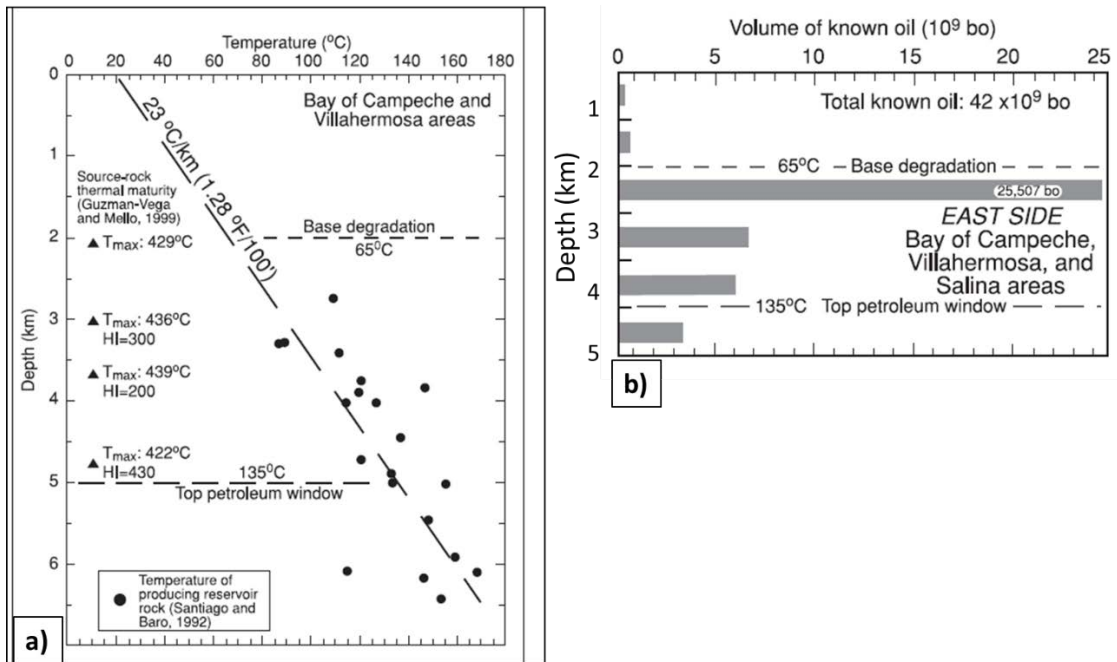 Temperature (°C)
0 20 40 60 80 100 120 140 160 180
0
1
2
3
4
5
6
Depth (km)
Bay of Campeche and
Villahermosa areas
23 °C/km (1.28 °F/100')
Source-rock
thermal maturity
(Guzman-Vega
and Mello, 1999)
Tmax: 429°C
Base degradation
65°C
Tmax: 436°C
HI=300
Tmax: 439°C
HI=200
Tmax: 422°C
HI=430
135°C
Top petroleum window
Temperature of
producing reservoir
rock (Santiago and
Baro, 1992)
a)
Volume of known oil (10⁹ bo)
0 5 10 15 20 25
1
2
3
4
5
Depth (km)
Total known oil: 42 x10⁹ bo
65°C Base degradation
25,507 bo
EAST SIDE
Bay of Campeche,
Villahermosa, and
Salina areas
135°C Top petroleum window
b)